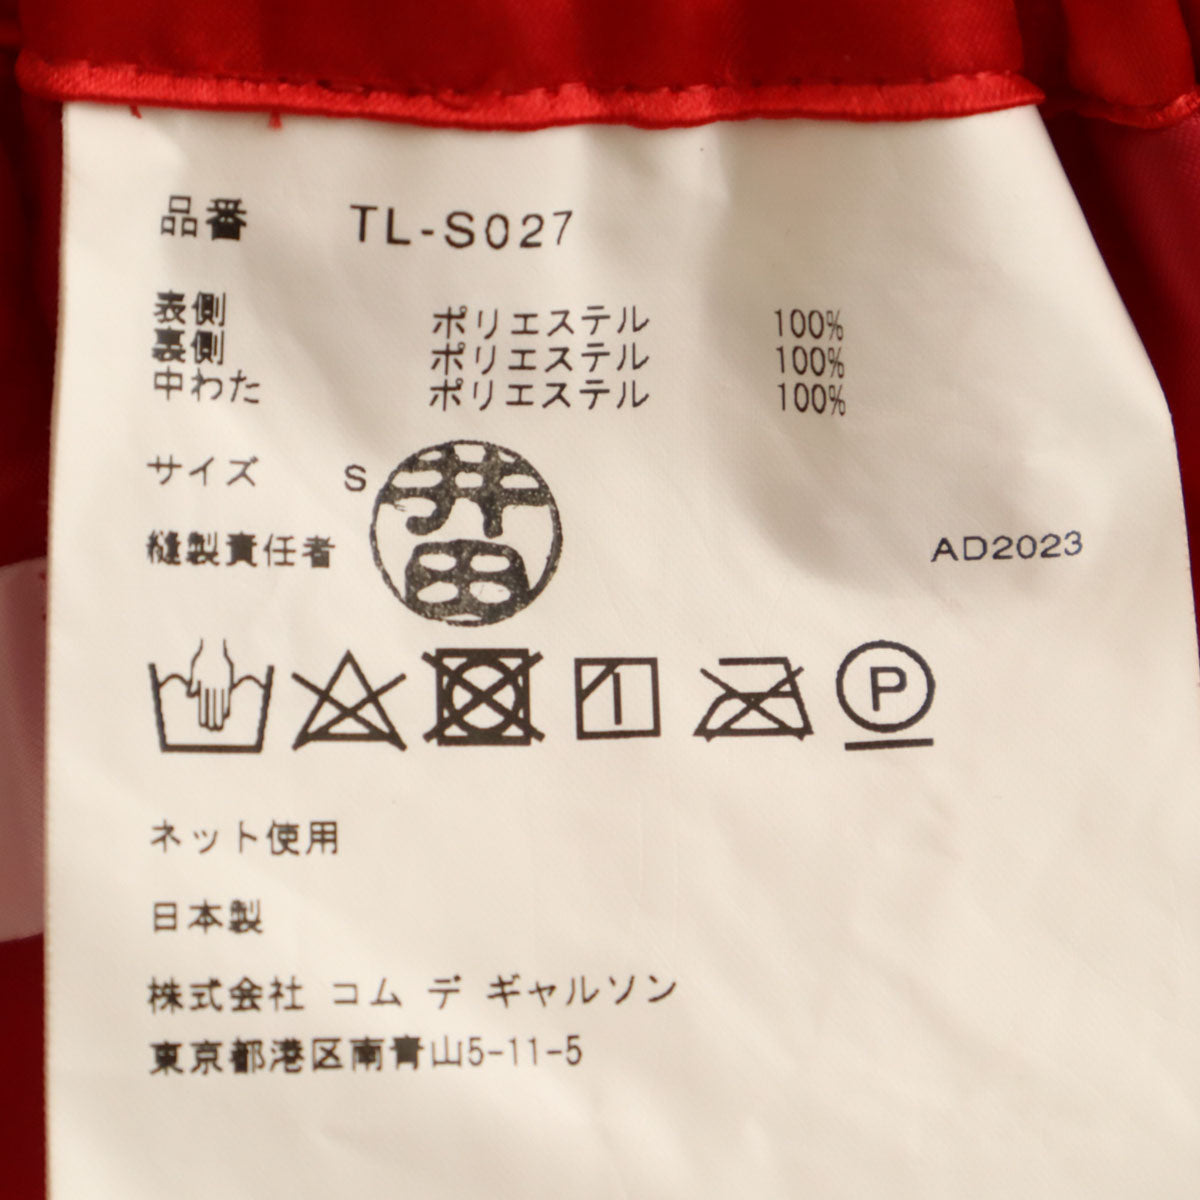 品番 TL-S027
表側 ポリエステル 100%
裏側 ポリエステル 100%
中わた ポリエステル 100%
サイズ S
縫製責任者 井田
AD2023
P
ネット使用
日本製
株式会社 コム デ ギャルソン
東京都港区南青山5-11-5